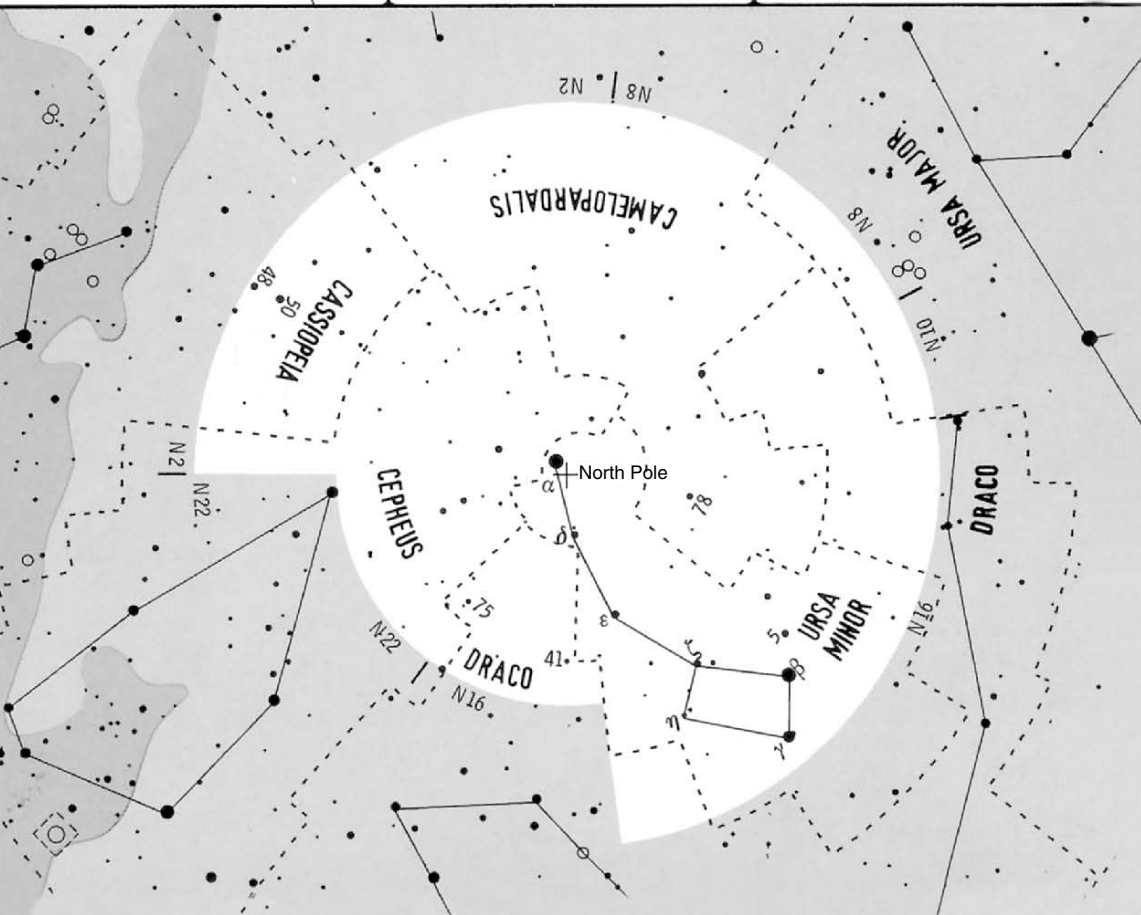 N2
N8
CAMELOPARDALIS
URSA MAJOR
N8
N10
48
50
CASSIOPEIA
N2
N22
CEPHEUS
α
North Pole
78
DRACO
δ
75
ε
5
URSA
MINOR
N16
N22
DRACO
41
ζ
β
N16
η
γ